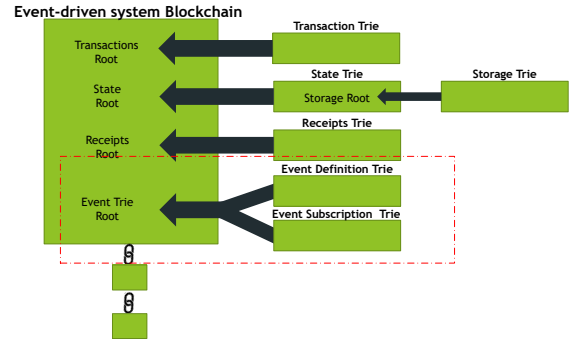 Event-driven system Blockchain
Transaction Trie
Transactions
Root
State Trie
Storage Trie
State
Root
Storage Root
Receipts Trie
Receipts
Root
Event Definition Trie
Event Trie
Root
Event Subscription Trie